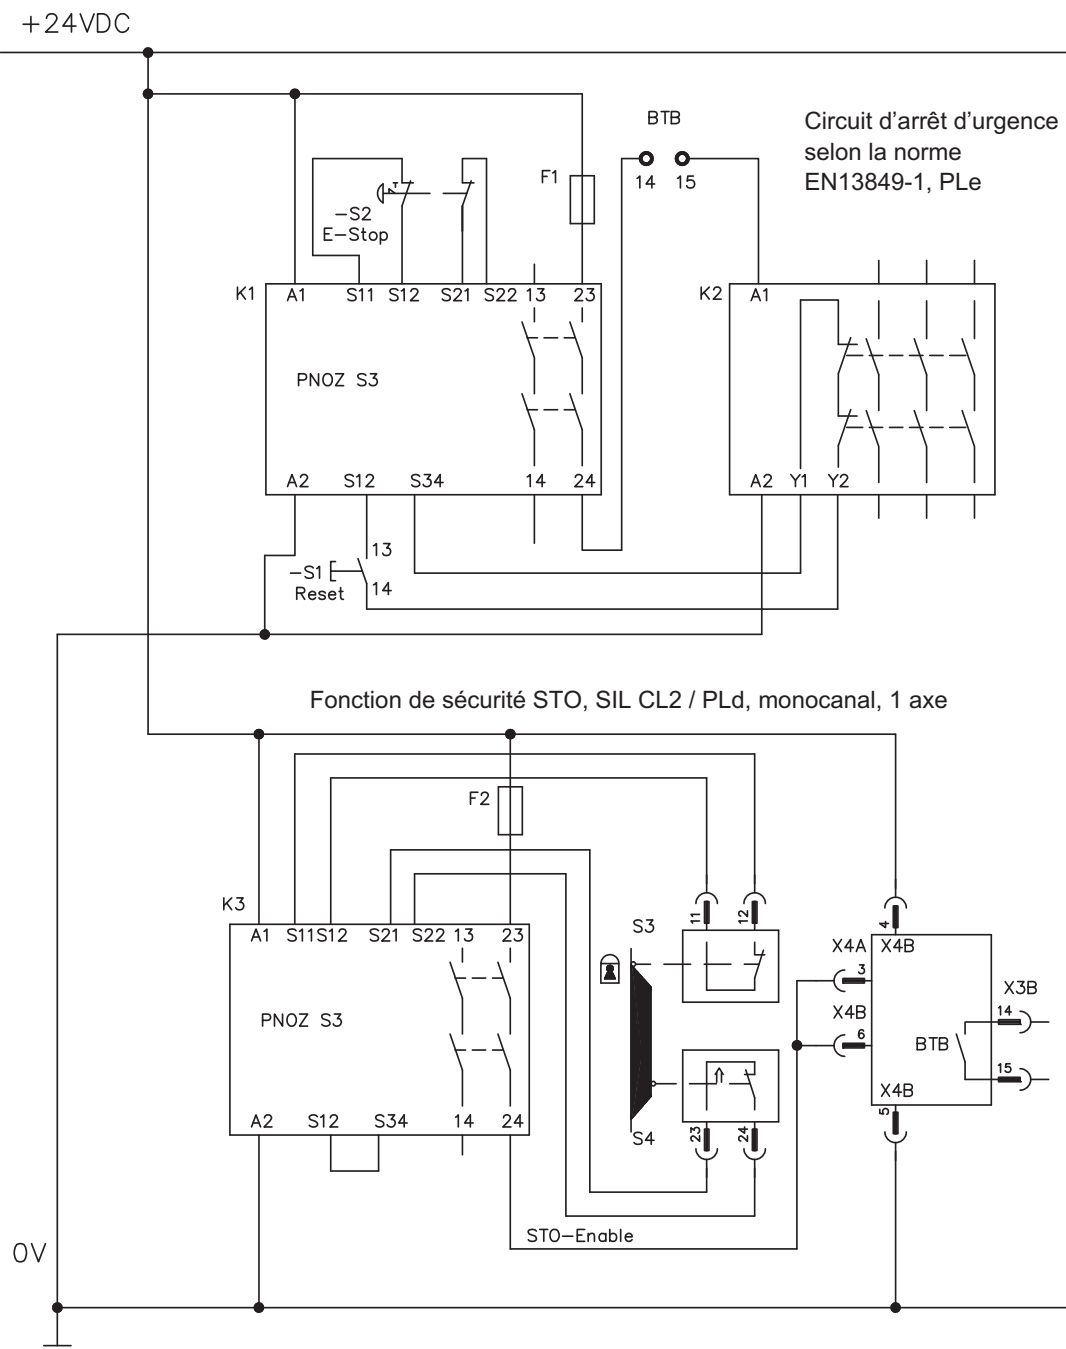 +24VDC
BTB
14 15
Circuit d'arrêt d'urgence
selon la norme
EN13849-1, PLe
F1
-S2
E-Stop
K1 A1 S11 S12 S21 S22 13 23
K2 A1
PNOZ S3
A2 S12 S34 14 24
A2 Y1 Y2
13
-S1
14
Reset
Fonction de sécurité STO, SIL CL2 / PLd, monocanal, 1 axe
F2
K3
A1 S11 S12 S21 S22 13 23
11 12
S3
4
X4A X4B
3
X3B
X4B
14
6
PNOZ S3
BTB
15
X4B
5
A2 S12 S34 14 24
S4
23 24
STO-Enable
0V